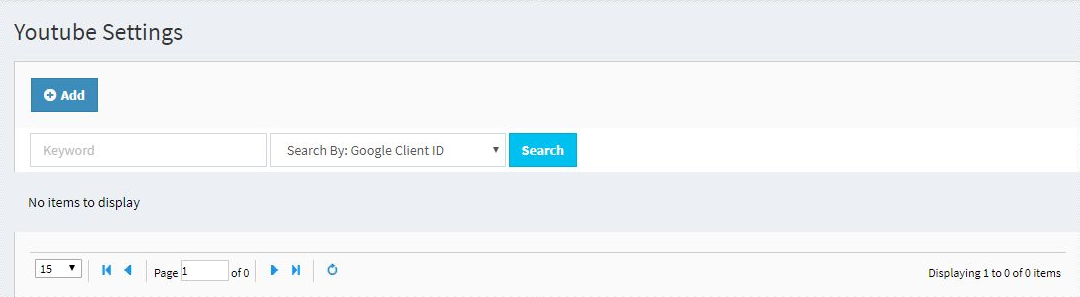 Youtube Settings
Add
Keyword Search By: Google Client ID Search
No items to display
15 Page 1 of 0 Displaying 1 to 0 of 0 items